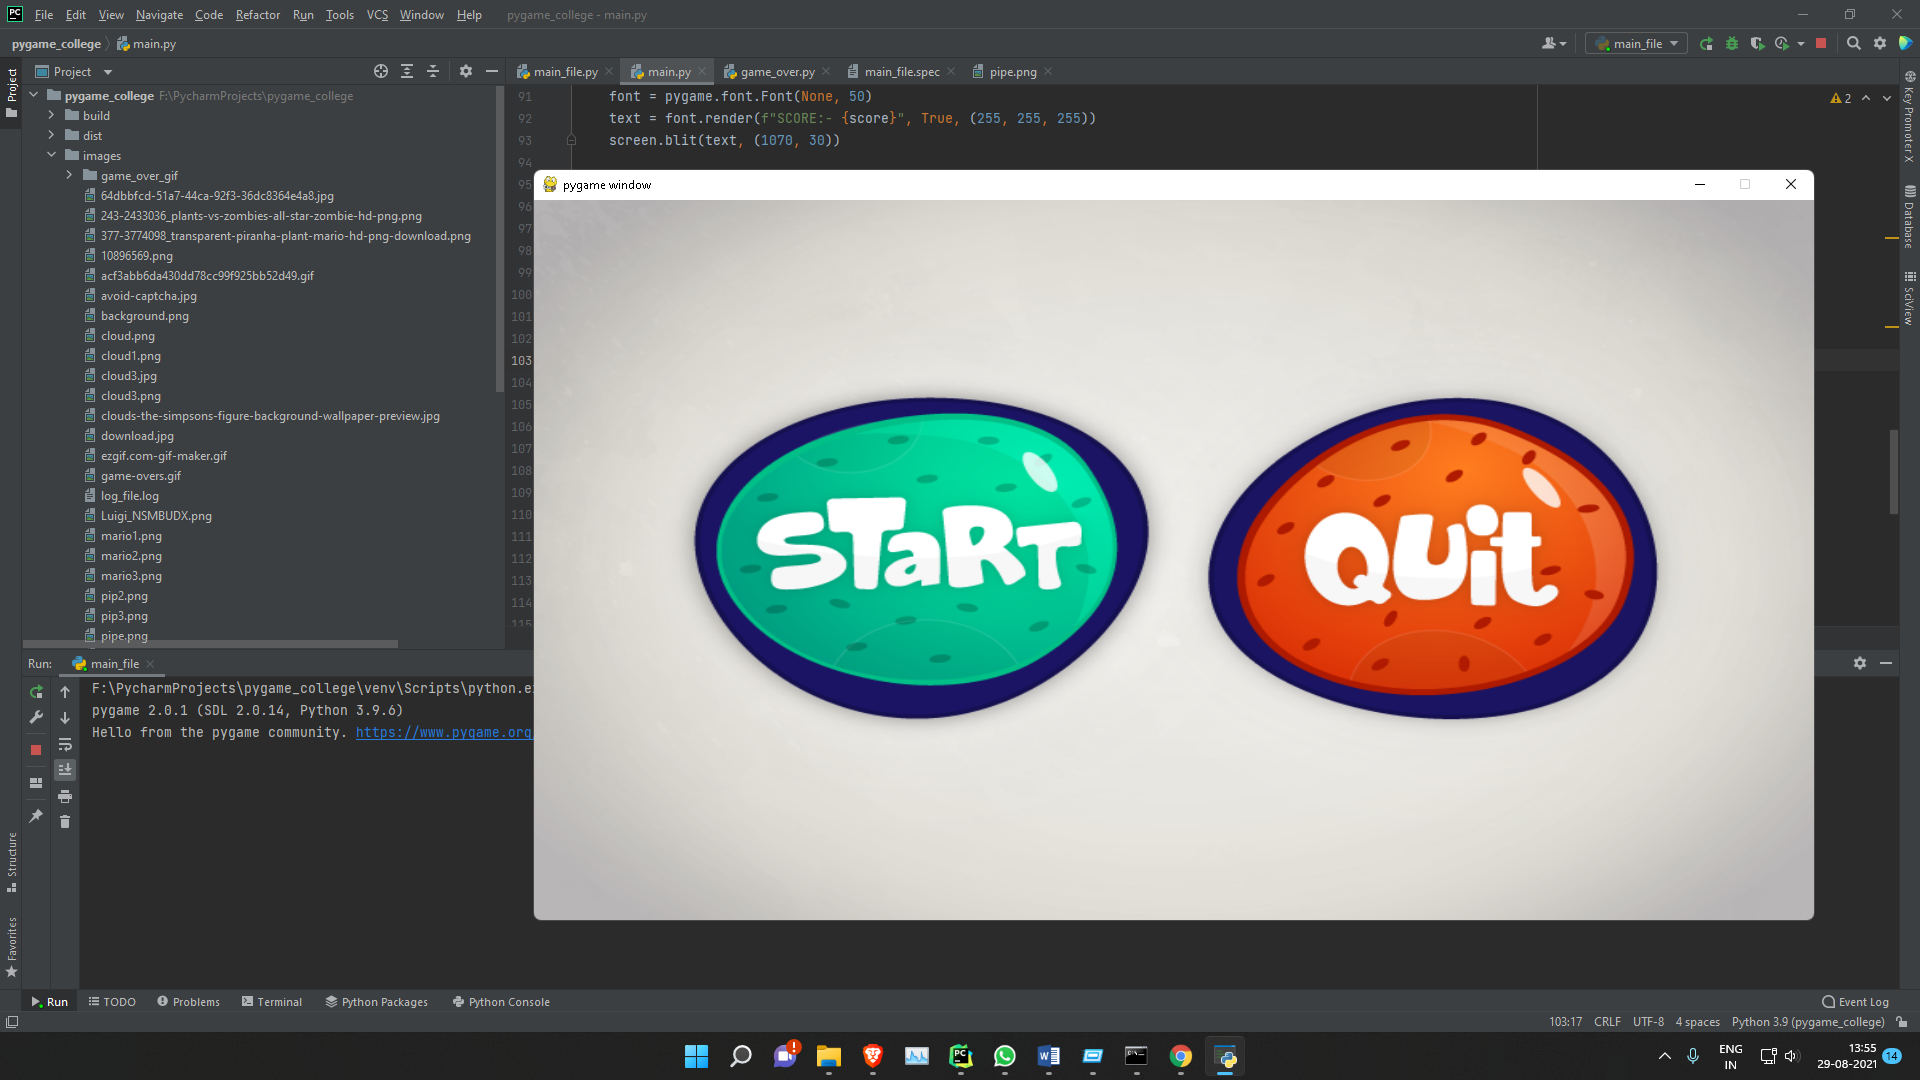 PC File Edit View Navigate Code Refactor Run Tools VCS Window Help pygame_college - main.py
pygame_college main.py
main_file
Project
Project
main_file.py main.py game_over.py main_file.spec pipe.png
pygame_college F:\PycharmProjects\pygame_college
build
dist
images
game_over_gif
64dbbfcd-51a7-44ca-92f3-36dc8364e4a8.jpg
243-2433036_plants-vs-zombies-all-star-zombie-hd-png.png
377-3774098_transparent-piranha-plant-mario-hd-png-download.png
10896569.png
acf3abb6da430dd78cc99f925bb52d49.gif
avoid-captcha.jpg
background.png
cloud.png
cloud1.png
cloud3.jpg
cloud3.png
clouds-the-simpsons-figure-background-wallpaper-preview.jpg
download.jpg
ezgif.com-gif-maker.gif
game-overs.gif
log_file.log
Luigi_NSMBUDX.png
mario1.png
mario2.png
mario3.png
pip2.png
pip3.png
pipe.png
91 font = pygame.font.Font(None, 50)
92 text = font.render(f"SCORE:- {score}", True, (255, 255, 255))
93 screen.blit(text, (1070, 30))
94
95
96
97
98
99
100
101
102
103
104
105
106
107
108
109
110
111
112
113
114
115
2
Key Promoter X
Database
SciView
pygame window
START
QUit
Run: main_file
F:\PycharmProjects\pygame_college\venv\Scripts\python.e
pygame 2.0.1 (SDL 2.0.14, Python 3.9.6)
Hello from the pygame community. https://www.pygame.org
Structure
Favorites
Run TODO Problems Terminal Python Packages Python Console Event Log
103:17 CRLF UTF-8 4 spaces Python 3.9 (pygame_college)
ENG
IN
13:55
29-08-2021
14